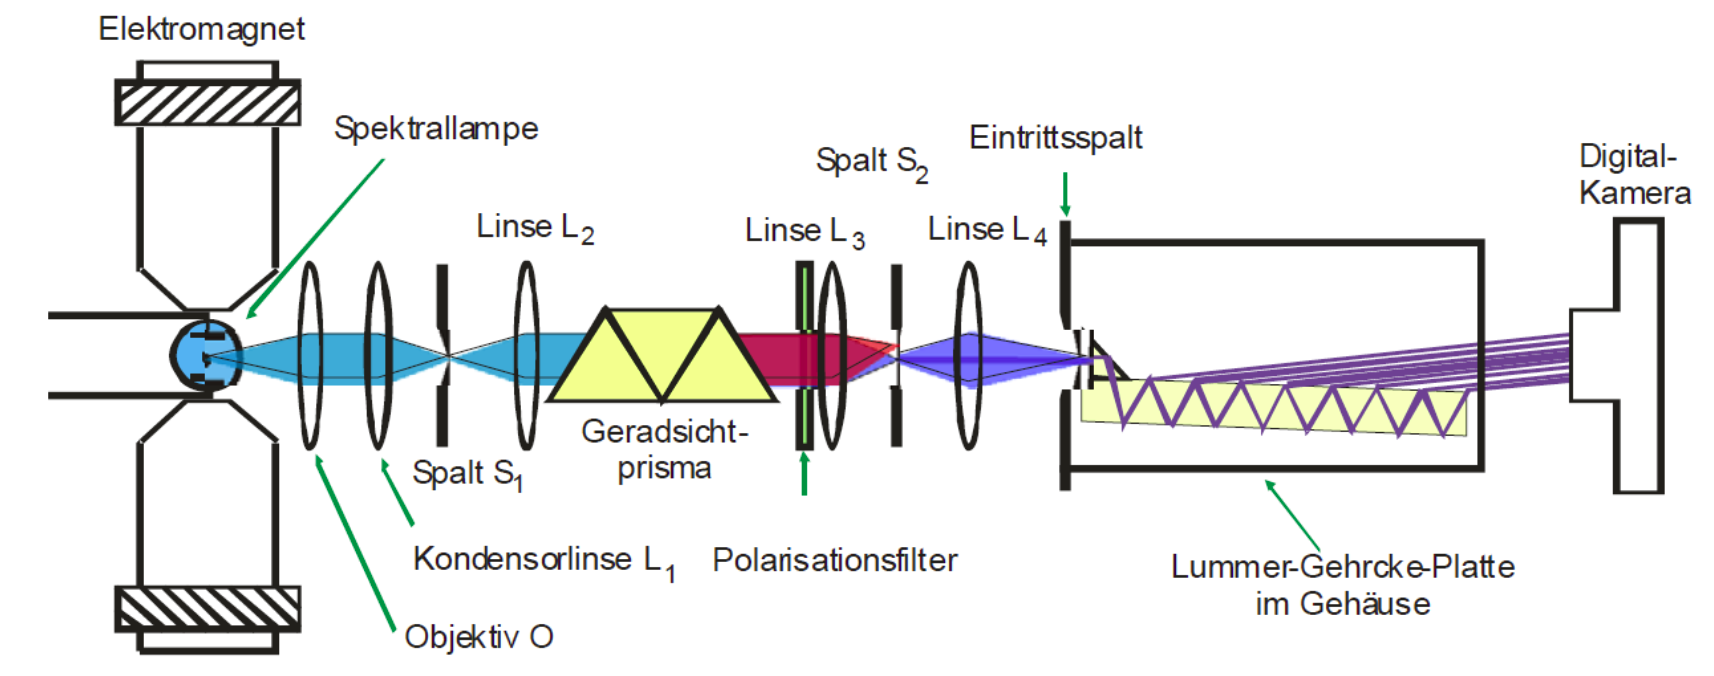 Elektromagnet
Spektrallampe
Eintrittsspalt
Spalt S2
Digital-
Kamera
Linse L2
Linse L3
Linse L4
Geradsicht-
prisma
Spalt S1
Kondensorlinse L1
Polarisationsfilter
Lummer-Gehrcke-Platte
im Gehäuse
Objektiv O